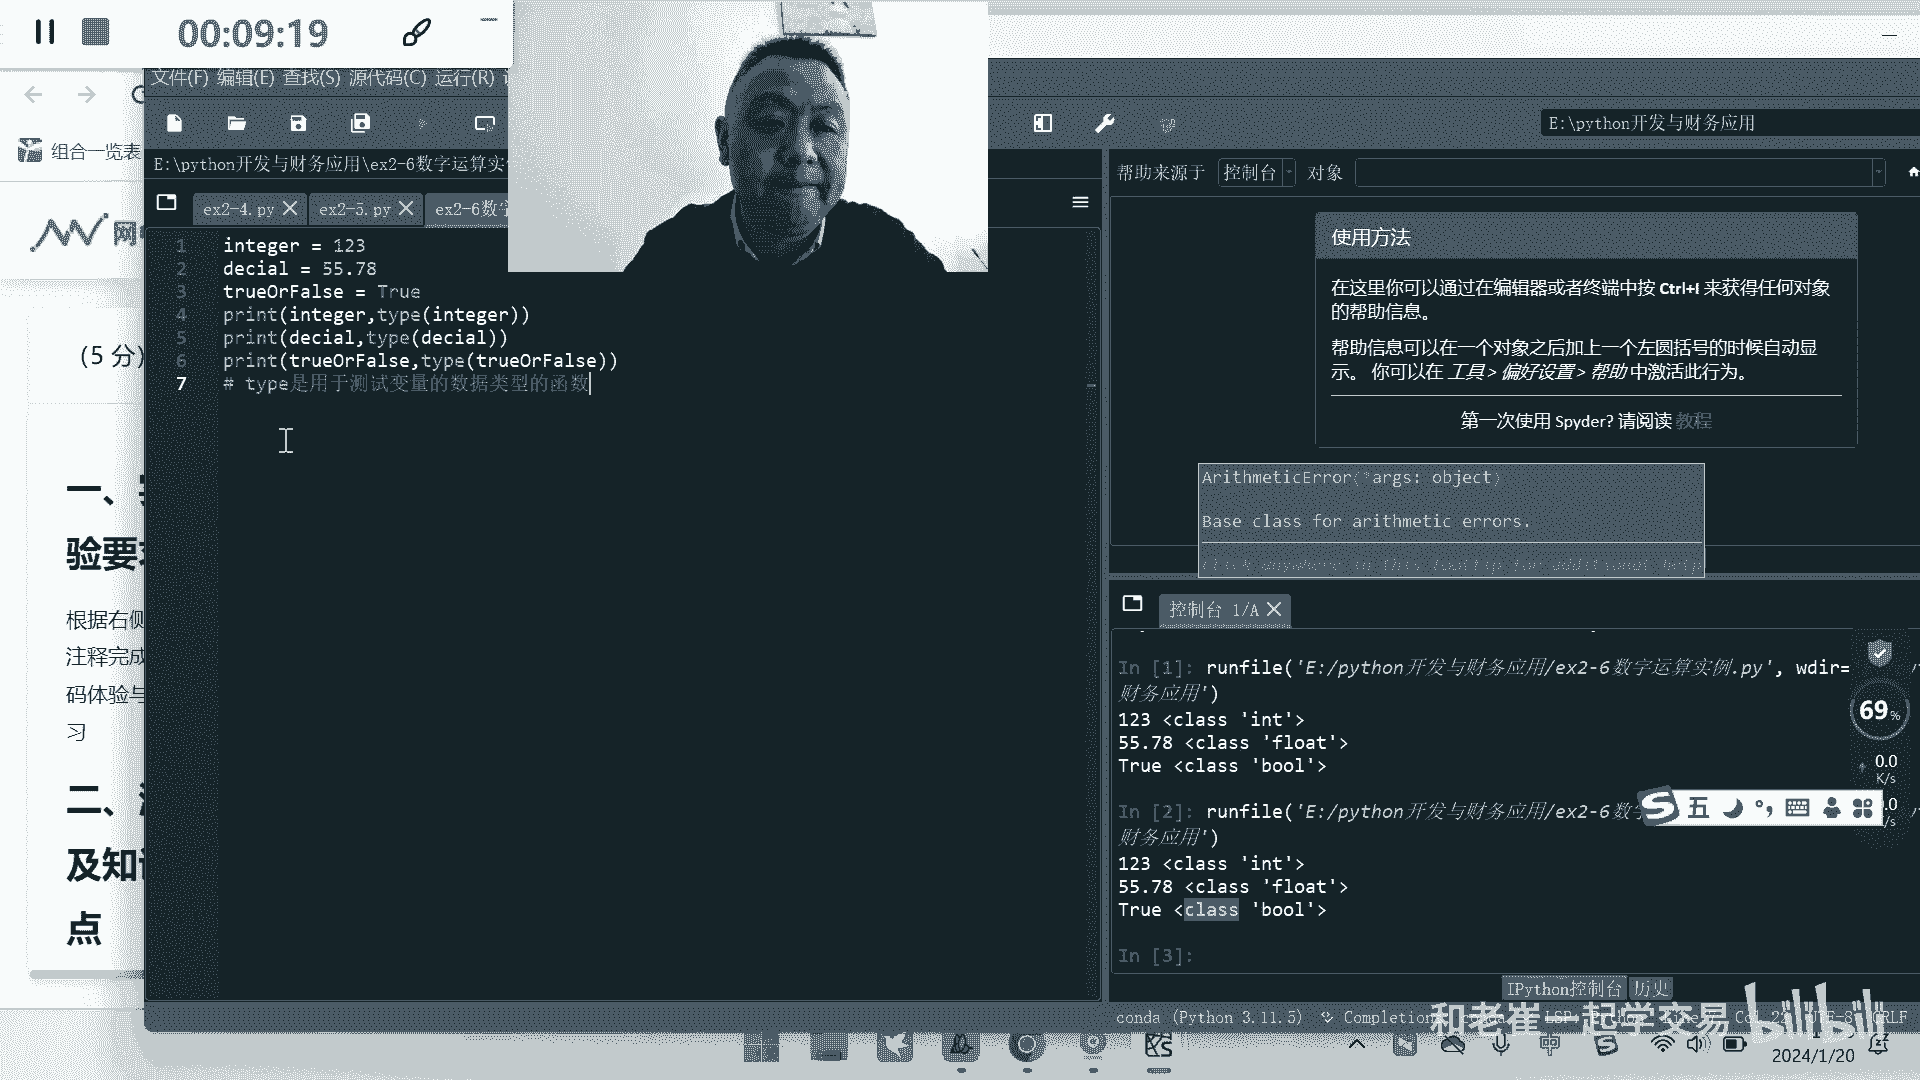 00:09:19
文件(F) 编辑(E) 查找(S) 源代码(C) 运行(R)
E:\python开发与财务应用
组合一览表
E:\python开发与财务应用\ex2-6数字运算实
帮助来源于 控制台 对象
ex2-4.py ex2-5.py ex2-6数字
网
1 integer = 123
2 decial = 55.78
3 trueOrFalse = True
4 print(integer,type(integer))
5 print(decial,type(decial))
6 print(trueOrFalse,type(trueOrFalse))
7 # type是用于测试变量的数据类型的函数
使用方法
在这里你可以通过在编辑器或者终端中按 Ctrl+I 来获得任何对象
的帮助信息。
帮助信息可以在一个对象之后加上一个左圆括号的时候自动显
示。 你可以在 工具 > 偏好设置 > 帮助 中激活此行为。
第一次使用 Spyder? 请阅读 教程
ArithmeticError(*args: object)
Base class for arithmetic errors.
Click anywhere in this tooltip for additional help
(5 分)
一、
验要
根据右侧
注释完成
码体验与
习
二、
及知
点
控制台 1/A
In [1]: runfile('E:/python开发与财务应用/ex2-6数字运算实例.py', wdir=
财务应用')
123 <class 'int'>
55.78 <class 'float'>
True <class 'bool'>
In [2]: runfile('E:/python开发与财务应用/ex2-6数字
财务应用')
123 <class 'int'>
55.78 <class 'float'>
True <class 'bool'>
In [3]:
69%
0.0
K/s
五
IPython控制台 历史
conda (Python 3.11.5) Completion
和老崔一起学交易 bilibili
中
2024/1/20